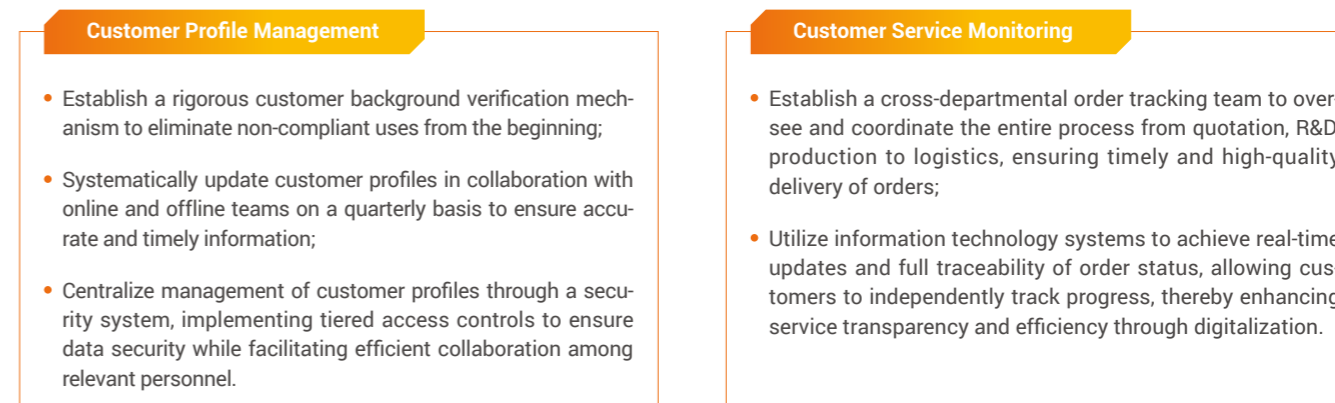 Customer Profile Management
• Establish a rigorous customer background verification mech-
anism to eliminate non-compliant uses from the beginning;
• Systematically update customer profiles in collaboration with
online and offline teams on a quarterly basis to ensure accu-
rate and timely information;
• Centralize management of customer profiles through a secu-
rity system, implementing tiered access controls to ensure
data security while facilitating efficient collaboration among
relevant personnel.
Customer Service Monitoring
• Establish a cross-departmental order tracking team to over-
see and coordinate the entire process from quotation, R&D
production to logistics, ensuring timely and high-quality
delivery of orders;
• Utilize information technology systems to achieve real-time
updates and full traceability of order status, allowing cus
tomers to independently track progress, thereby enhancing
service transparency and efficiency through digitalization.